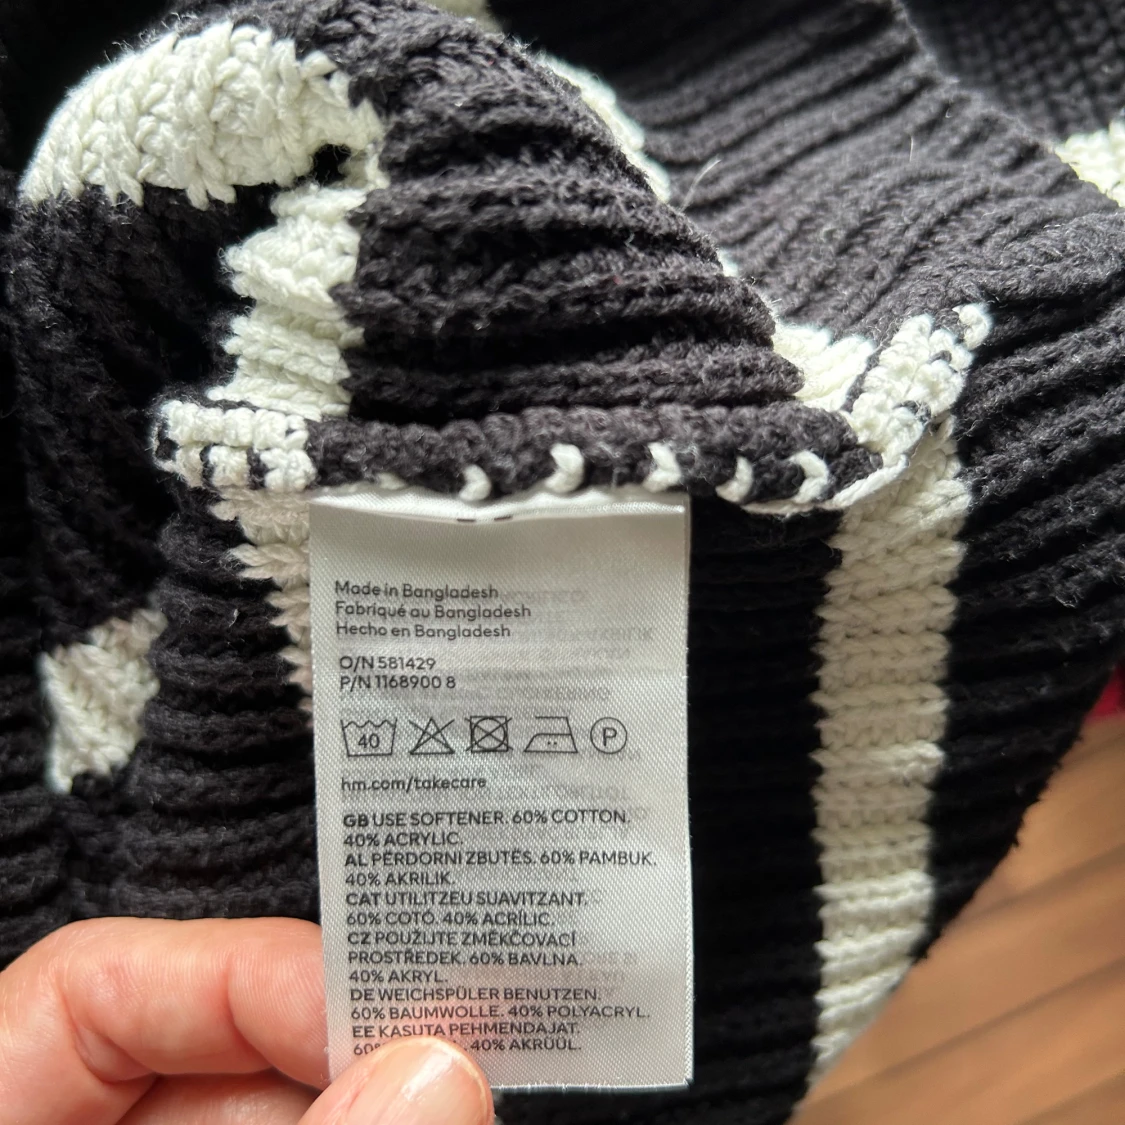 Made in Bangladesh
Fabriqué au Bangladesh
Hecho en Bangladesh
O/N 581429
P/N 1168900 8
40 P
hm.com/takecare
GB USE SOFTENER. 60% COTTON.
40% ACRYLIC.
AL PËRDORNI ZBUTËS. 60% PAMBUK.
40% AKRILIK.
CAT UTILITZEU SUAVITZANT.
60% COTÓ. 40% ACRÍLIC.
CZ POUŽIJTE ZMĚKČOVACÍ
PROSTŘEDEK. 60% BAVLNA.
40% AKRYL.
DE WEICHSPÜLER BENUTZEN.
60% BAUMWOLLE. 40% POLYACRYL.
EE KASUTA PEHMENDAJAT.
40% AKRÜÜL.